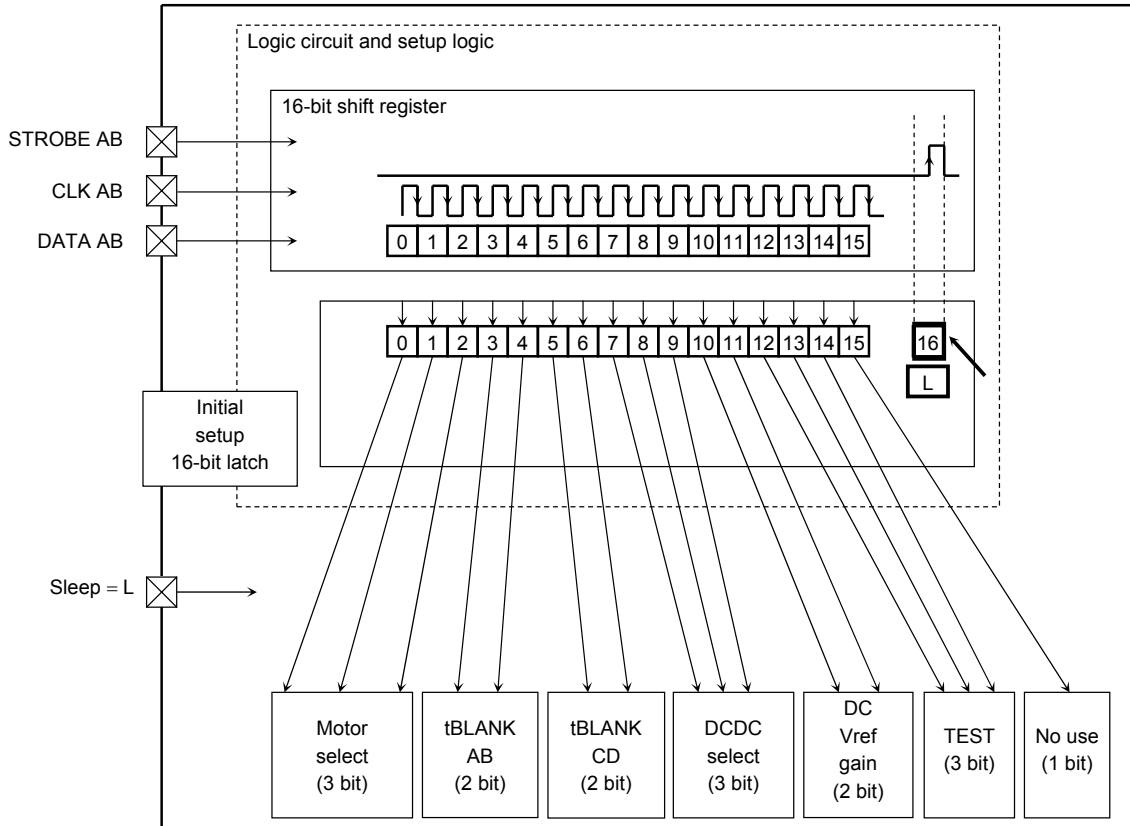 Logic circuit and setup logic
16-bit shift register
STROBE AB
CLK AB
DATA AB
0 1 2 3 4 5 6 7 8 9 10 11 12 13 14 15
0 1 2 3 4 5 6 7 8 9 10 11 12 13 14 15 16
L
Initial
setup
16-bit latch
Sleep = L
Motor
select
(3 bit)
tBLANK
AB
(2 bit)
tBLANK
CD
(2 bit)
DCDC
select
(3 bit)
DC
Vref
gain
(2 bit)
TEST
(3 bit)
No use
(1 bit)